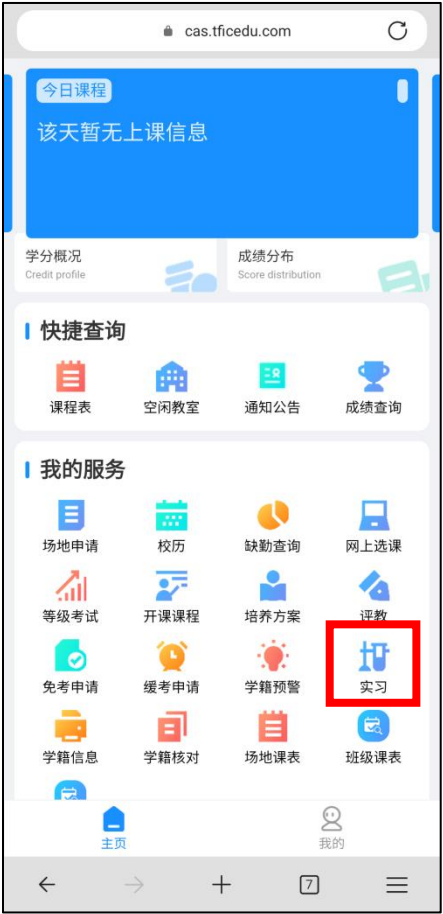 cas.tficedu.com
今日课程
该天暂无上课信息
学分概况
Credit profile
成绩分布
Score distribution
快捷查询
课程表
空闲教室
通知公告
成绩查询
我的服务
场地申请
校历
缺勤查询
网上选课
等级考试
开课课程
培养方案
评教
免考申请
缓考申请
学籍预警
实习
学籍信息
学籍核对
场地课表
班级课表
主页
我的
7